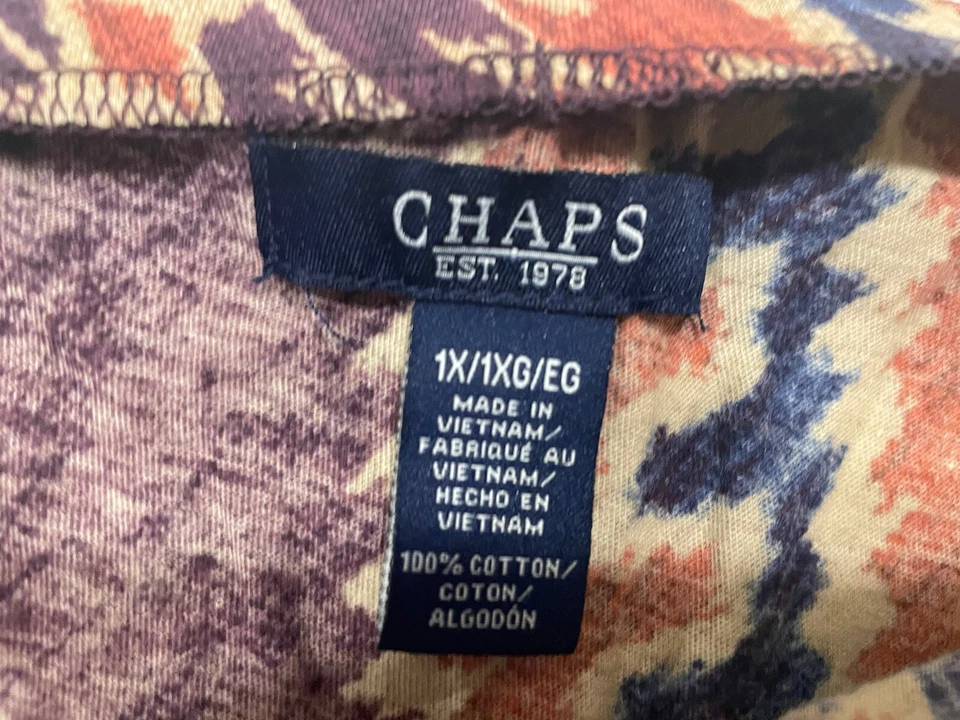 CHAPS
EST. 1978
1X/1XG/EG
MADE IN
VIETNAM/
FABRIQUÉ AU
VIETNAM/
HECHO EN
VIETNAM
100% COTTON/
COTON/
ALGODÓN